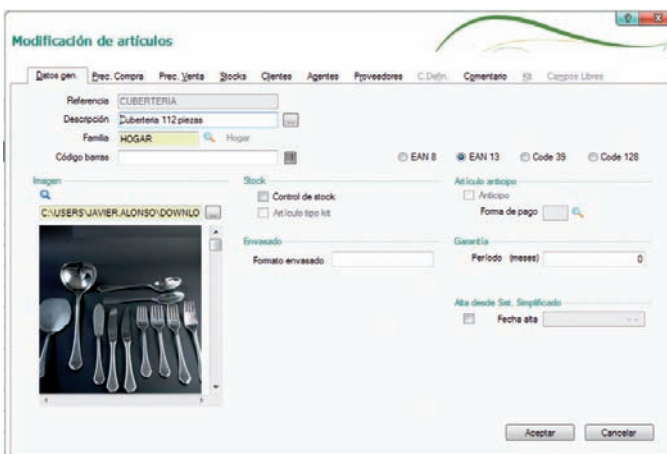 Modificación de artículos
Datos gen. Prec. Compra Prec. Venta Stocks Clientes Agentes Proveedores C.Defin. Comentario Kit Campos Libres
Referencia CUBERTERIA
Descripción Cuberteria 112 piezas ...
Familia HOGAR Hogar
Código barras EAN 8 EAN 13 Code 39 Code 128
Imagen Stock Artículo anticipo
Control de stock Anticipo
C:\USERS\JAVIER.ALONSO\DOWNLO ... Artículo tipo kit Forma de pago
Envasado Garantía
Formato envasado Período (meses) 0
Alta desde Sist. Simplificado
Fecha alta - -
Aceptar Cancelar